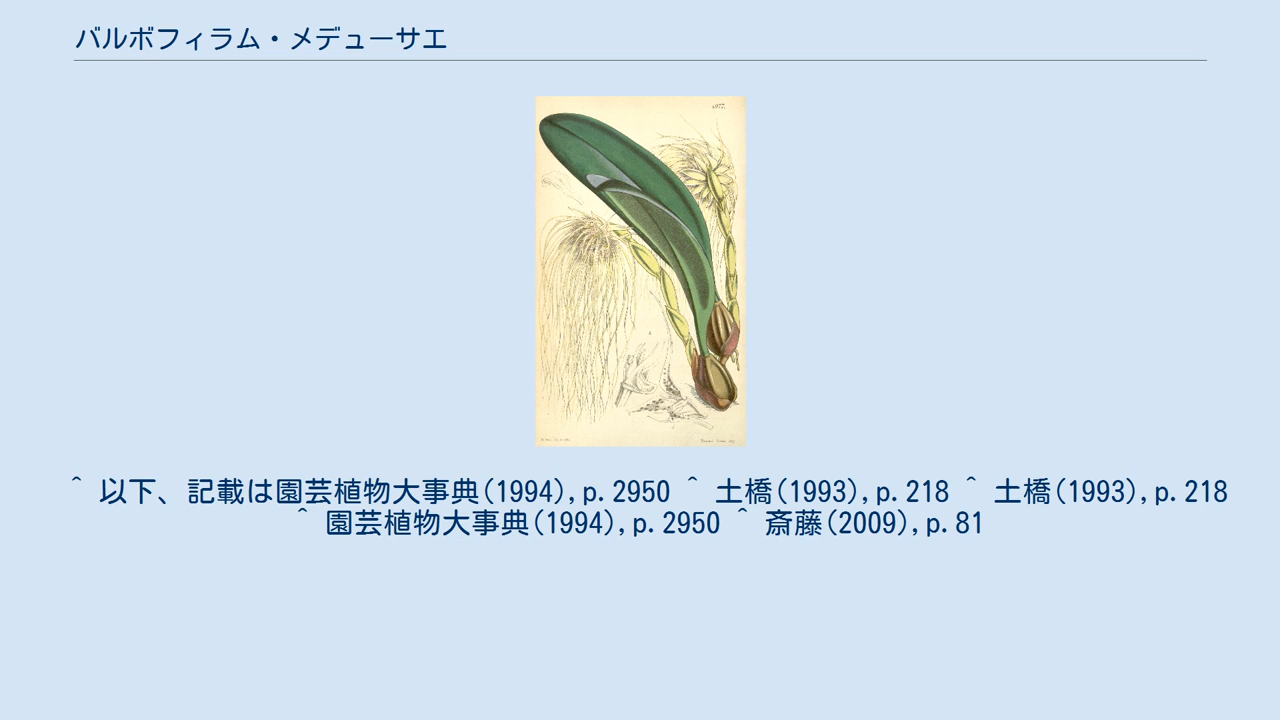 バルボフィラム・メデューサエ
^ 以下、記載は園芸植物大事典(1994),p.2950 ^ 土橋(1993),p.218 ^ 土橋(1993),p.218
^ 園芸植物大事典(1994),p.2950 ^ 斎藤(2009),p.81